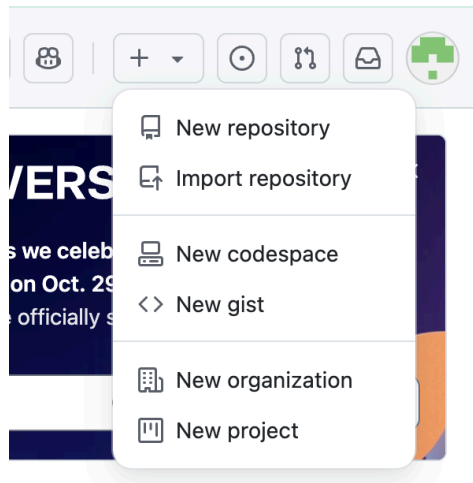 New repository
Import repository
New codespace
New gist
New organization
New project
VERS
s we celeb
on Oct. 29
officially s